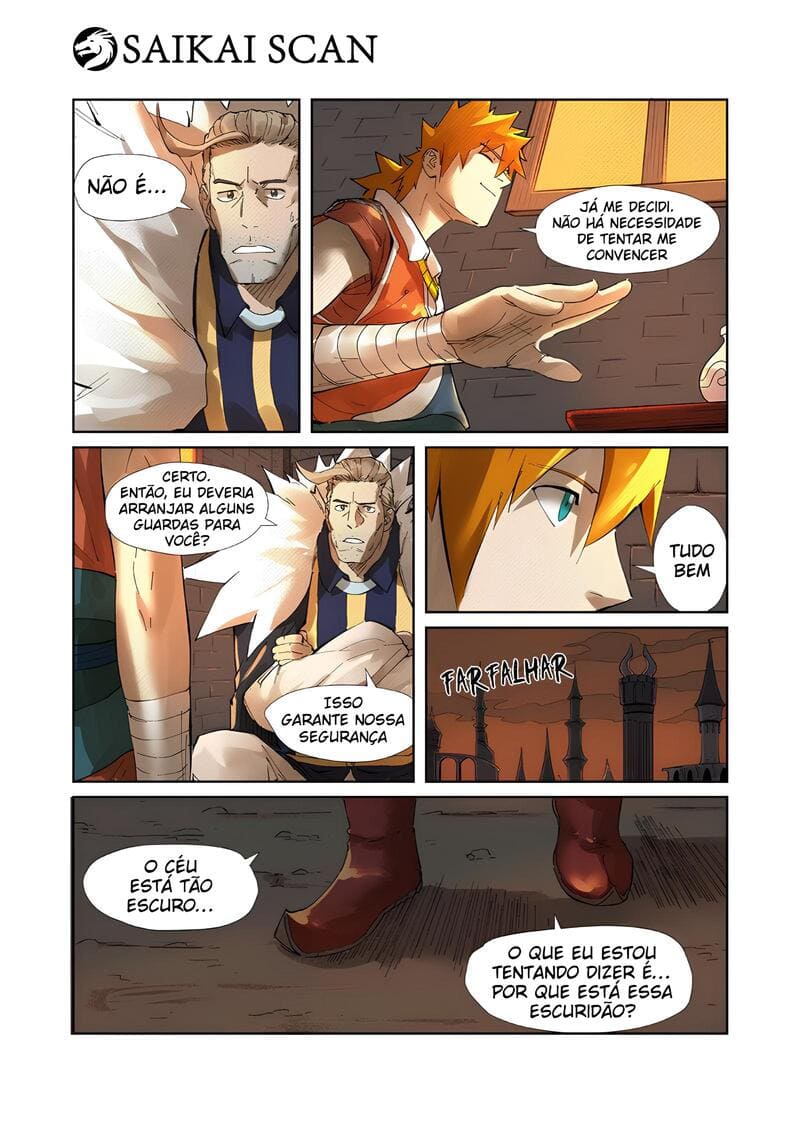 SAIKAI SCAN
NÃO É...
JÁ ME DECIDI.
NÃO HÁ NECESSIDADE
DE TENTAR ME
CONVENCER
CERTO.
ENTÃO, EU DEVERIA
ARRANJAR ALGUNS
GUARDAS PARA
VOCÊ?
ISSO
GARANTE NOSSA
SEGURANÇA
TUDO
BEM
FARFALHAR
O CÉU
ESTÁ TÃO
ESCURO...
O QUE EU ESTOU
TENTANDO DIZER É...
POR QUE ESTÁ ESSA
ESCURIDÃO?